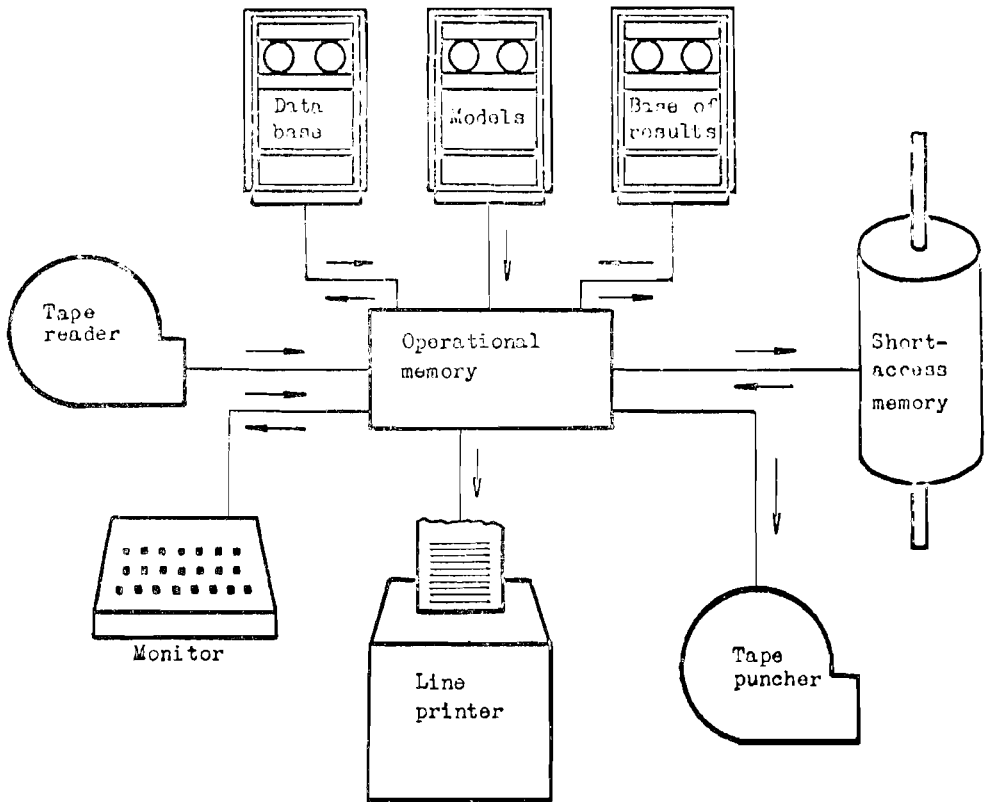 Data
base
Models
Base of
results
Tape
reader
Operational
memory
Short-
access
memory
Monitor
Line
printer
Tape
puncher